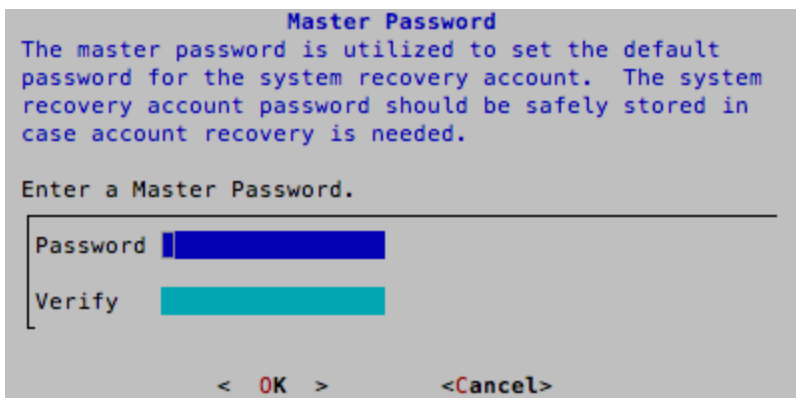 Master Password
The master password is utilized to set the default
password for the system recovery account.  The system
recovery account password should be safely stored in
case account recovery is needed.
Enter a Master Password.
Password
Verify
<  OK  >   <Cancel>